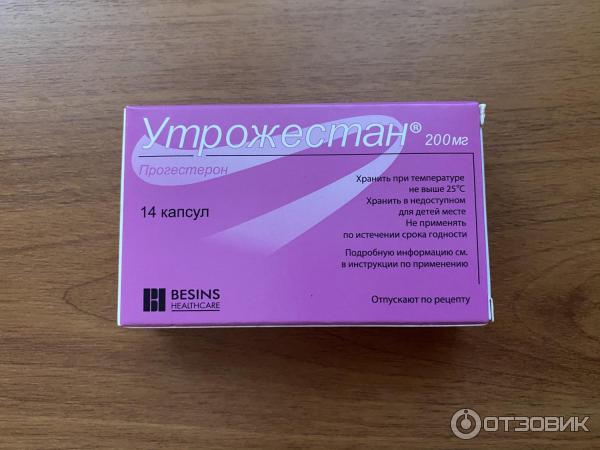 Утрожестан® 200мг
Прогестерон
14 капсул
Хранить при температуре
не выше 25°С
Хранить в недоступном
для детей месте
Не применять
по истечении срока годности
Подробную информацию см.
в инструкции по применению
BESINS
HEALTHCARE
Отпускают по рецепту
ОТЗОВИК